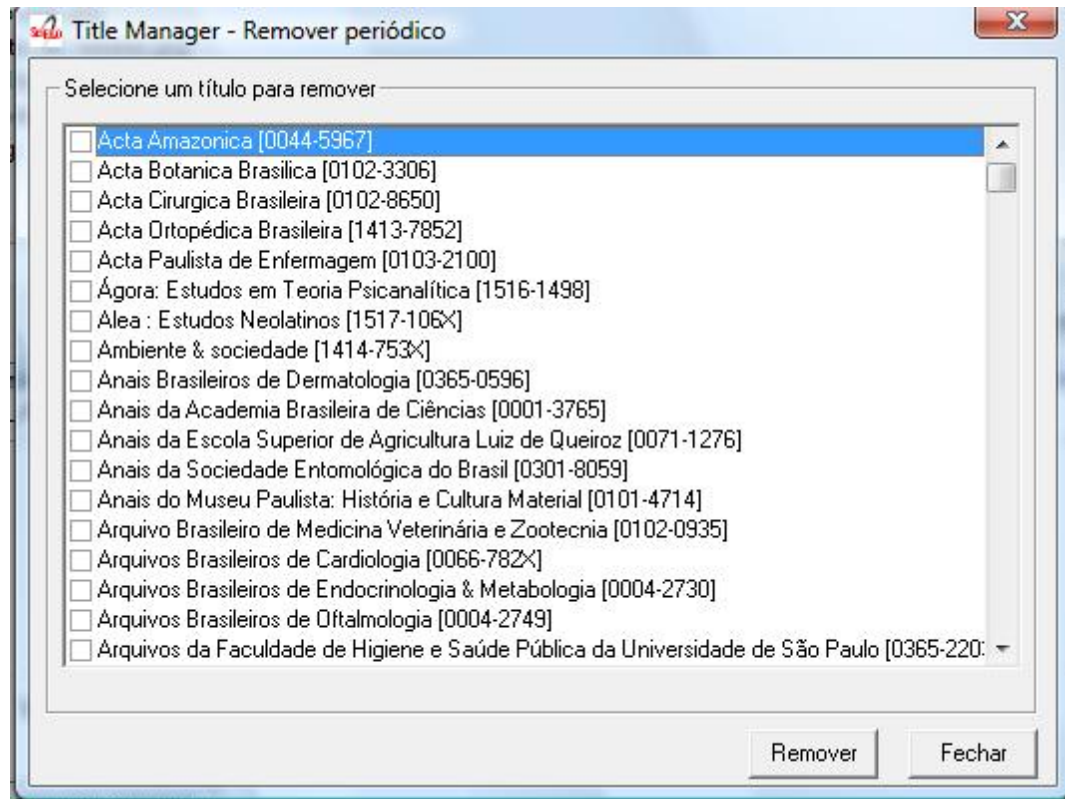 SciELO Title Manager - Remover periódico
Selecione um título para remover
Acta Amazonica [0044-5967]
Acta Botanica Brasilica [0102-3306]
Acta Cirurgica Brasileira [0102-8650]
Acta Ortopédica Brasileira [1413-7852]
Acta Paulista de Enfermagem [0103-2100]
Ágora: Estudos em Teoria Psicanalítica [1516-1498]
Alea : Estudos Neolatinos [1517-106X]
Ambiente & sociedade [1414-753X]
Anais Brasileiros de Dermatologia [0365-0596]
Anais da Academia Brasileira de Ciências [0001-3765]
Anais da Escola Superior de Agricultura Luiz de Queiroz [0071-1276]
Anais da Sociedade Entomológica do Brasil [0301-8059]
Anais do Museu Paulista: História e Cultura Material [0101-4714]
Arquivo Brasileiro de Medicina Veterinária e Zootecnia [0102-0935]
Arquivos Brasileiros de Cardiologia [0066-782X]
Arquivos Brasileiros de Endocrinologia & Metabologia [0004-2730]
Arquivos Brasileiros de Oftalmologia [0004-2749]
Arquivos da Faculdade de Higiene e Saúde Pública da Universidade de São Paulo [0365-220
Remover Fechar